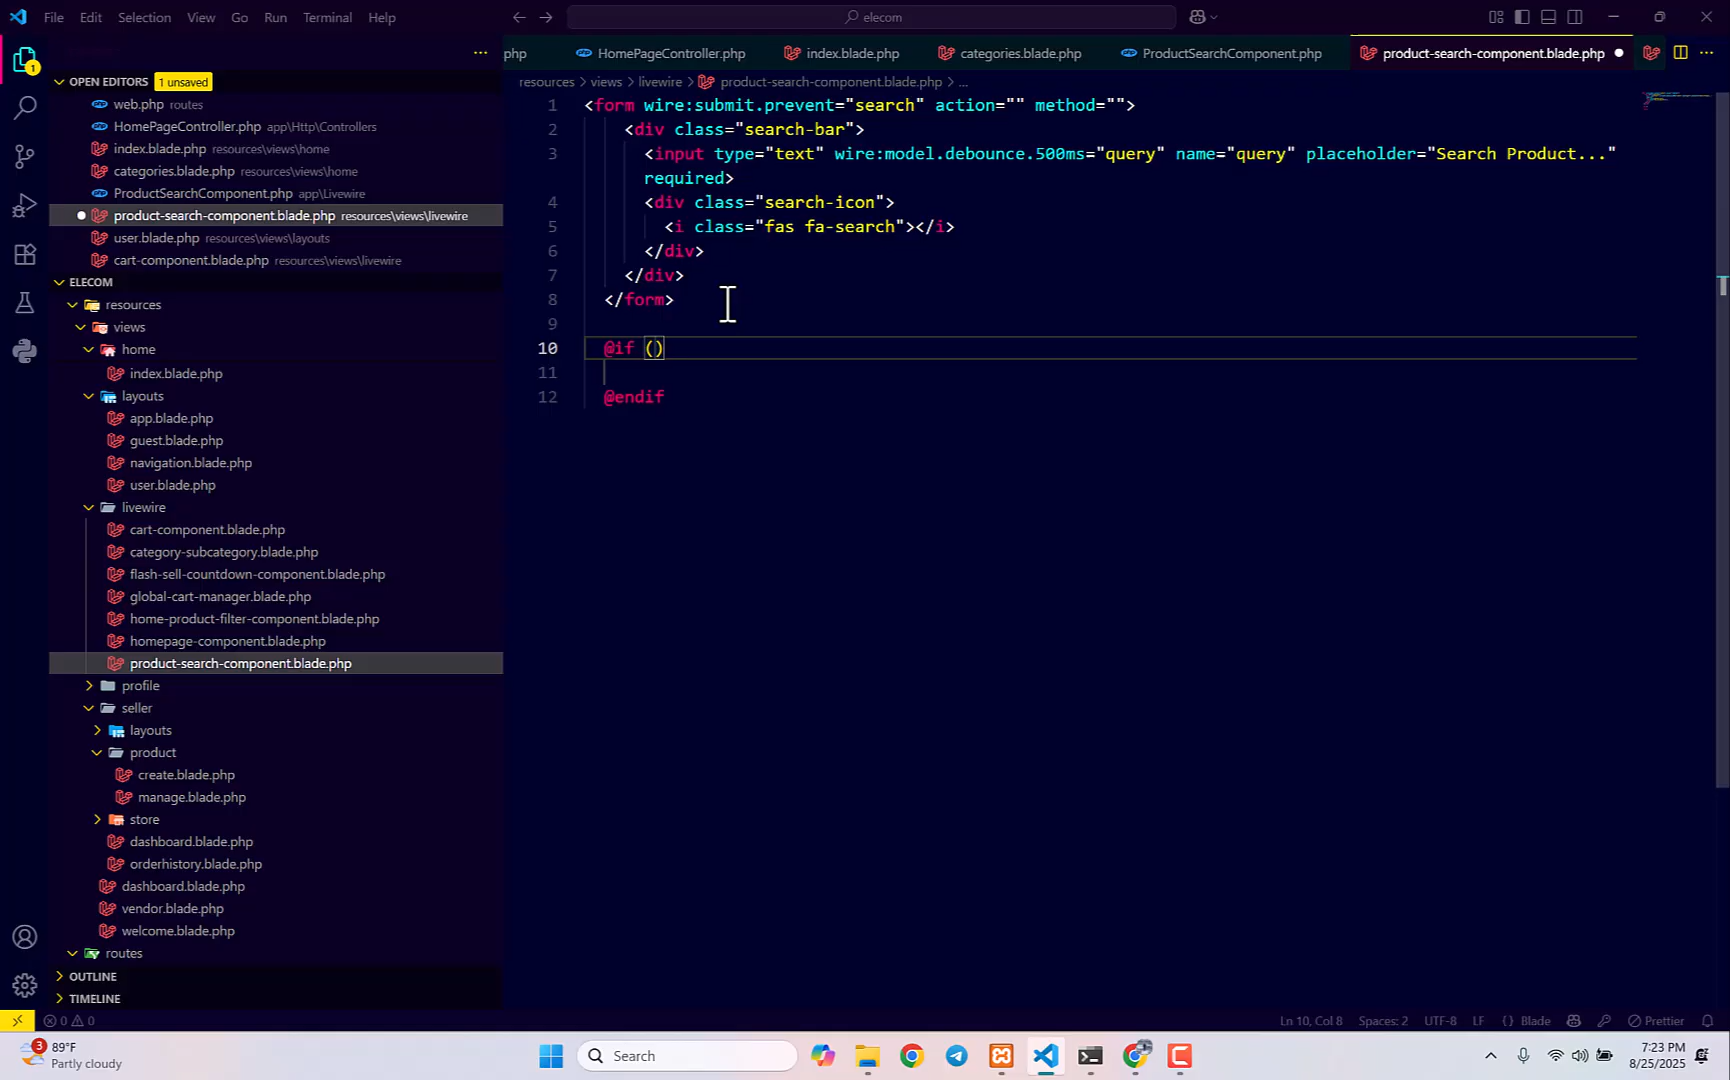 File Edit Selection View Go Run Terminal Help
elecom
1
OPEN EDITORS 1 unsaved
web.php routes
HomePageController.php app\Http\Controllers
index.blade.php resources\views\home
categories.blade.php resources\views\home
ProductSearchComponent.php app\Livewire
product-search-component.blade.php resources\views\livewire
user.blade.php resources\views\layouts
cart-component.blade.php resources\views\livewire
ELECOM
resources
views
home
index.blade.php
layouts
app.blade.php
guest.blade.php
navigation.blade.php
user.blade.php
livewire
cart-component.blade.php
category-subcategory.blade.php
flash-sell-countdown-component.blade.php
global-cart-manager.blade.php
home-product-filter-component.blade.php
homepage-component.blade.php
product-search-component.blade.php
profile
seller
layouts
product
create.blade.php
manage.blade.php
store
dashboard.blade.php
orderhistory.blade.php
dashboard.blade.php
vendor.blade.php
welcome.blade.php
routes
OUTLINE
TIMELINE
php HomePageController.php index.blade.php categories.blade.php ProductSearchComponent.php product-search-component.blade.php
resources > views > livewire > product-search-component.blade.php > ...
1 <form wire:submit.prevent="search" action="" method="">
2 <div class="search-bar">
3 <input type="text" wire:model.debounce.500ms="query" name="query" placeholder="Search Product..."
required>
4 <div class="search-icon">
5 <i class="fas fa-search"></i>
6 </div>
7 </div>
8 </form>
9
10 @if ()
11
12 @endif
0 0
Ln 10, Col 8 Spaces: 2 UTF-8 LF {} Blade Prettier
3
89°F
Partly cloudy
Search
7:23 PM
8/25/2025